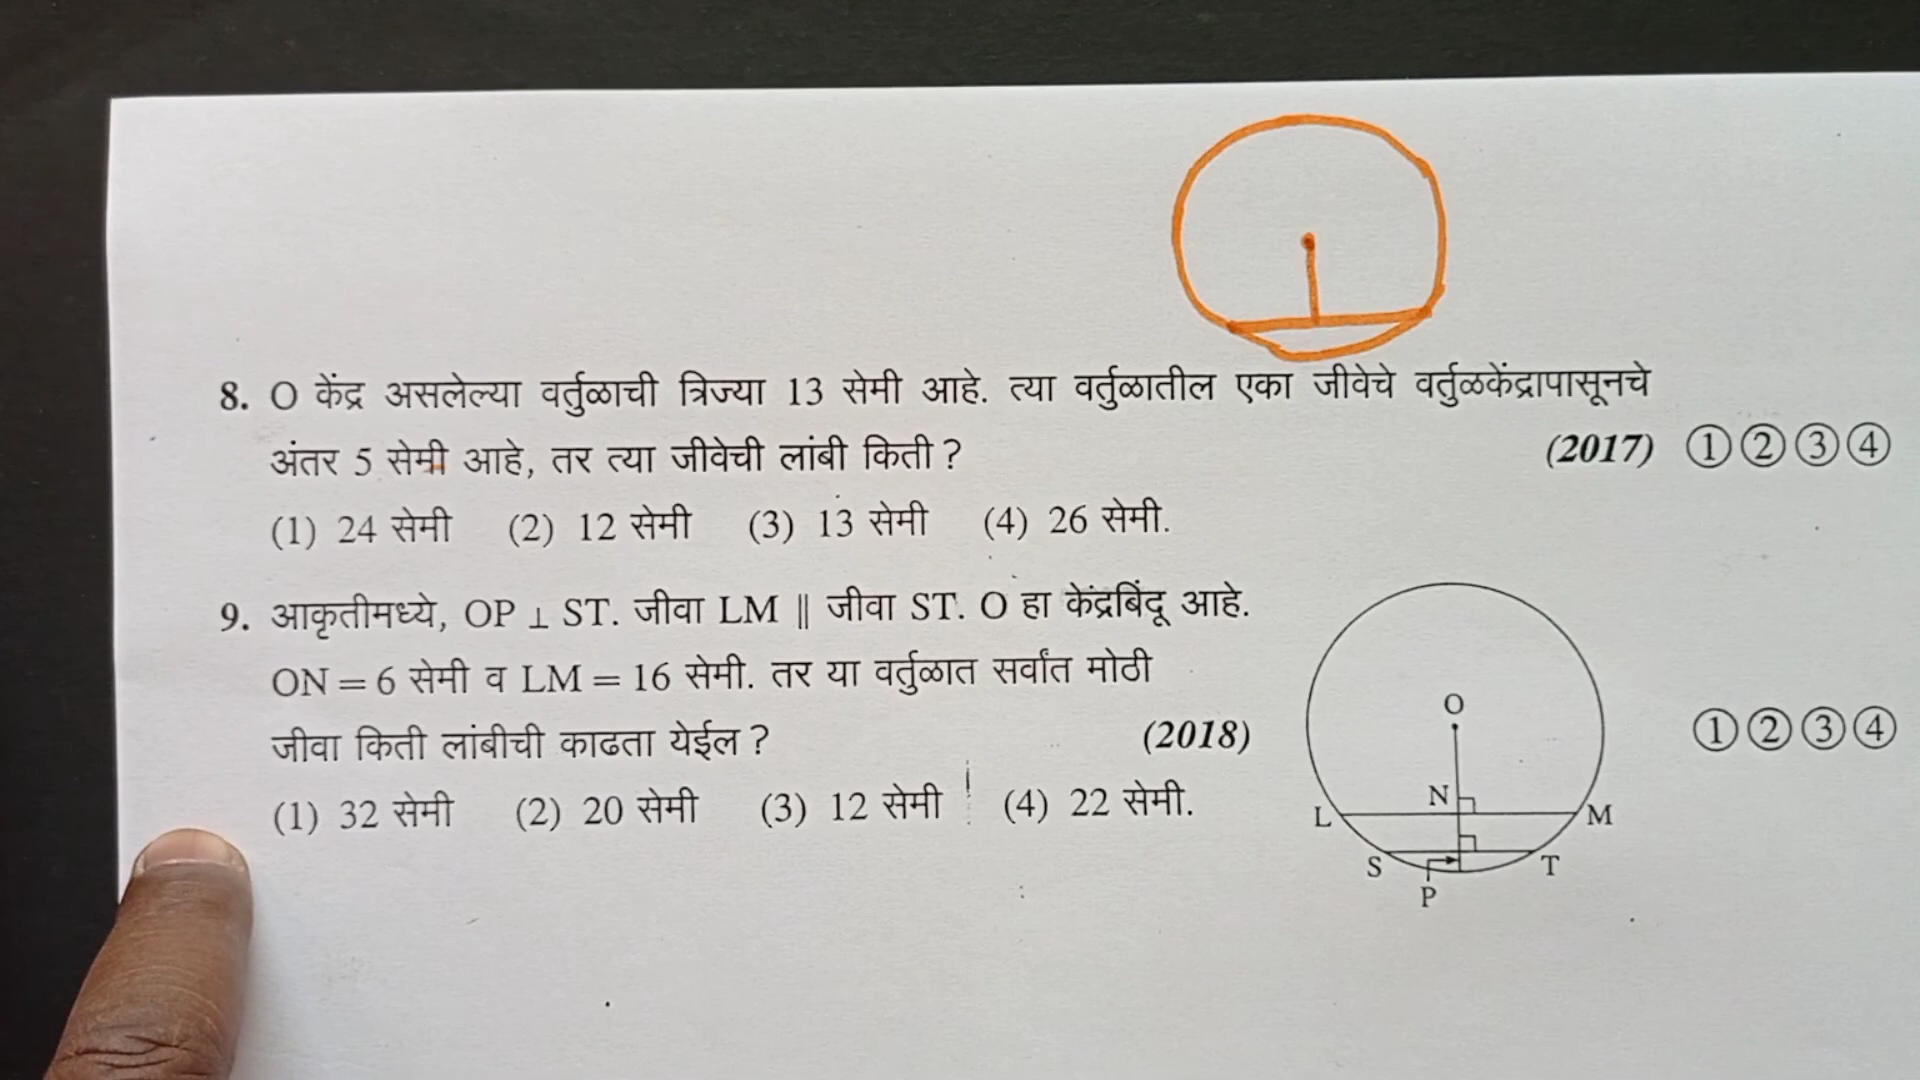 8. O केंद्र असलेल्या वर्तुळाची त्रिज्या 13 सेमी आहे. त्या वर्तुळातील एका जीवेचे वर्तुळकेंद्रापासूनचे
अंतर 5 सेमी आहे, तर त्या जीवेची लांबी किती ? (2017) ① ② ③ ④
(1) 24 सेमी (2) 12 सेमी (3) 13 सेमी (4) 26 सेमी.
9. आकृतीमध्ये, OP ⊥ ST. जीवा LM || जीवा ST. O हा केंद्रबिंदू आहे.
ON = 6 सेमी व LM = 16 सेमी. तर या वर्तुळात सर्वांत मोठी
जीवा किती लांबीची काढता येईल ? (2018) ① ② ③ ④
(1) 32 सेमी (2) 20 सेमी (3) 12 सेमी (4) 22 सेमी.
O
N
L M
S T
P